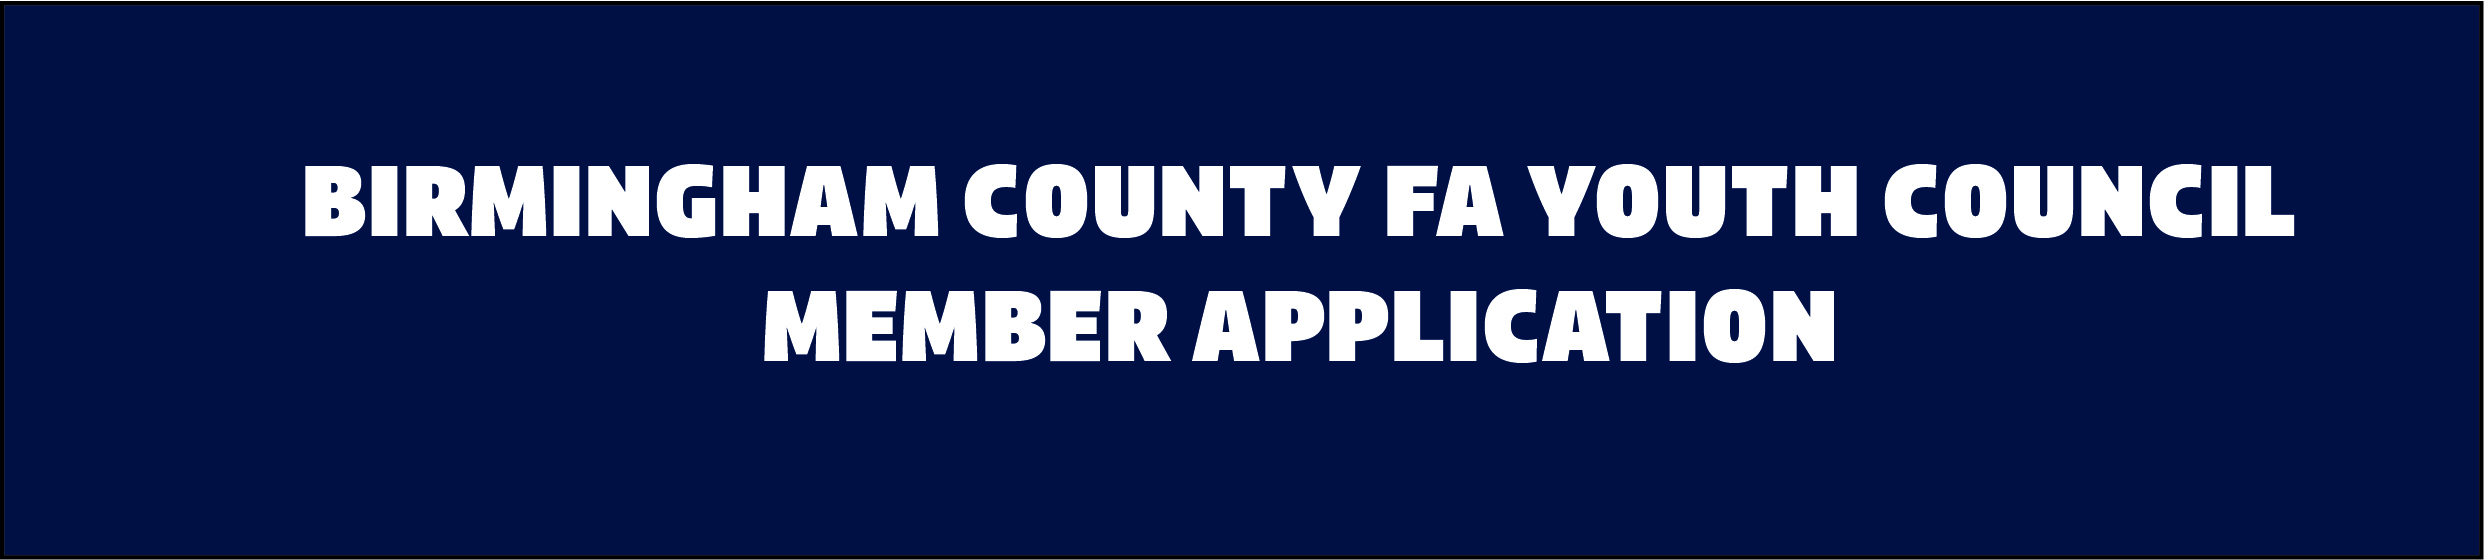 BIRMINGHAM COUNTY FA YOUTH COUNCIL
MEMBER APPLICATION